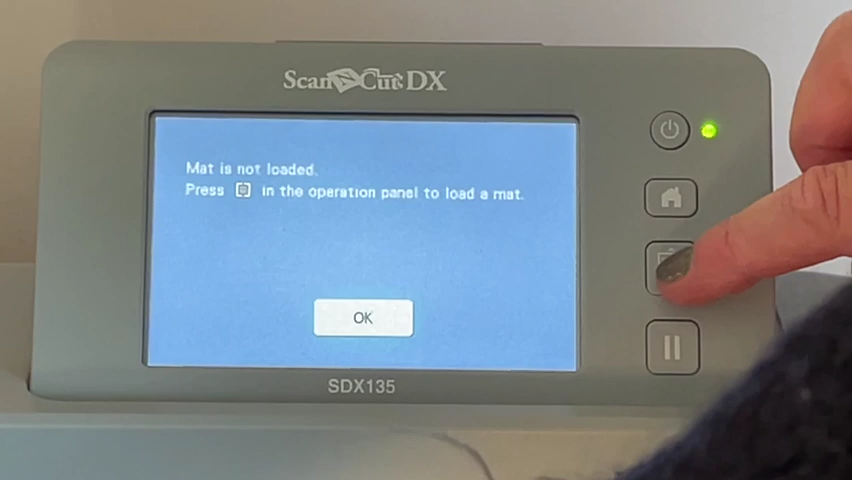 ScanNCut DX
Mat is not loaded.
Press in the operation panel to load a mat.
OK
SDX135